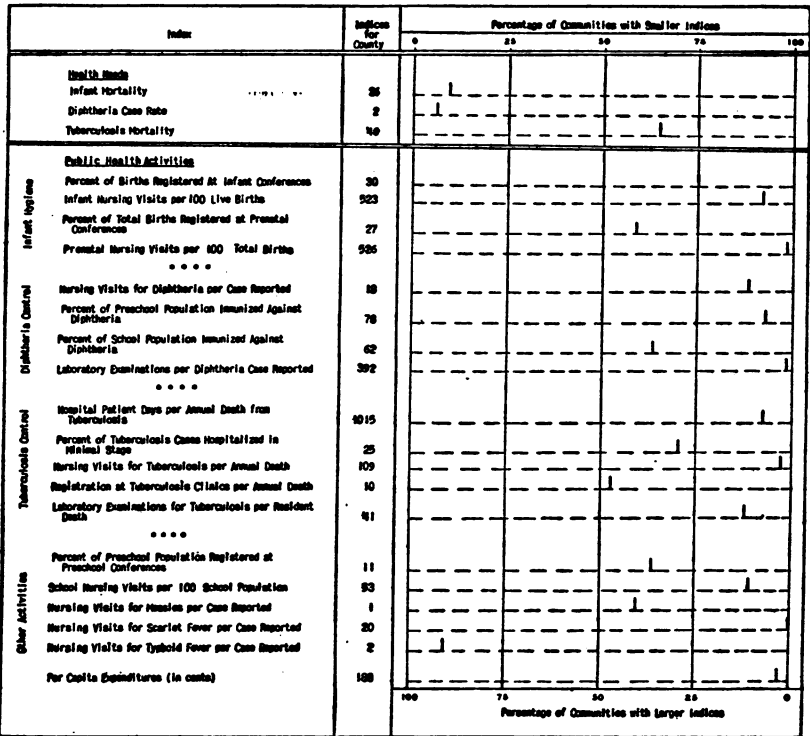 Index
Indices
for
County
Percentage of Communities with Smaller Indices
0 25 50 75 100
Health Needs
Infant Mortality
Diphtheria Case Rate 2
Tuberculosis Mortality
Public Health Activities
Infant Hygiene
Percent of Births Registered At Infant Conferences 30
Infant Nursing Visits per 100 Live Births 523
Percent of Total Births Registered at Prenatal
Conferences 27
Prenatal Nursing Visits per 100 Total Births 526
* * * *
Diphtheria Control
Nursing Visits for Diphtheria per Case Reported 18
Percent of Preschool Population Immunized Against
Diphtheria 78
Percent of School Population Immunized Against
Diphtheria 62
Laboratory Examinations per Diphtheria Case Reported 392
* * * *
Tuberculosis Control
Hospital Patient Days per Annual Death from
Tuberculosis 1015
Percent of Tuberculosis Cases Hospitalized in
Minimal Stage 25
Nursing Visits for Tuberculosis per Annual Death 109
Registration at Tuberculosis Clinics per Annual Death 10
Laboratory Examinations for Tuberculosis per Resident
Death 41
* * * *
Other Activities
Percent of Preschool Population Registered at
Preschool Conferences 11
School Nursing Visits per 100 School Population 93
Nursing Visits for Measles per Case Reported 1
Nursing Visits for Scarlet Fever per Case Reported 20
Nursing Visits for Typhoid Fever per Case Reported 2
Per Capita Expenditures (in cents) 188
100 75 50 25 0
Percentage of Communities with Larger Indices